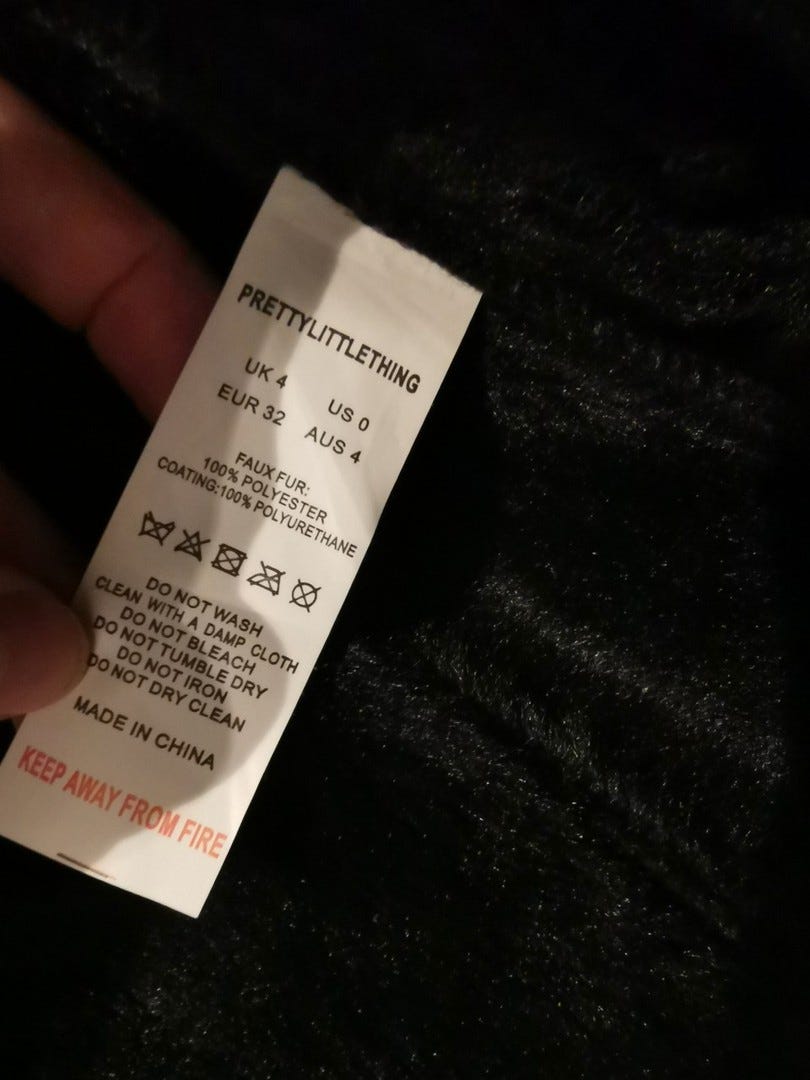 PRETTYLITTLETHING
UK 4 US 0
EUR 32 AUS 4
FAUX FUR:
100% POLYESTER
COATING:100% POLYURETHANE
DO NOT WASH
CLEAN WITH A DAMP CLOTH
DO NOT BLEACH
DO NOT TUMBLE DRY
DO NOT IRON
DO NOT DRY CLEAN
MADE IN CHINA
KEEP AWAY FROM FIRE